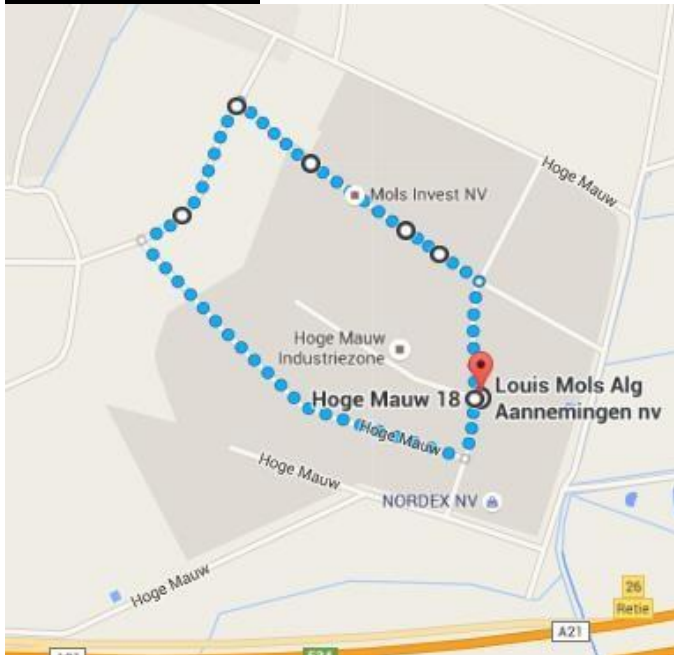 Hoge Mauw
Mols Invest NV
Hoge Mauw
Industriezone
Hoge Mauw 18
Louis Mols Alg
Aannemingen nv
Hoge Mauw
Hoge Mauw
NORDEX NV
Hoge Mauw
26
Retie
A21